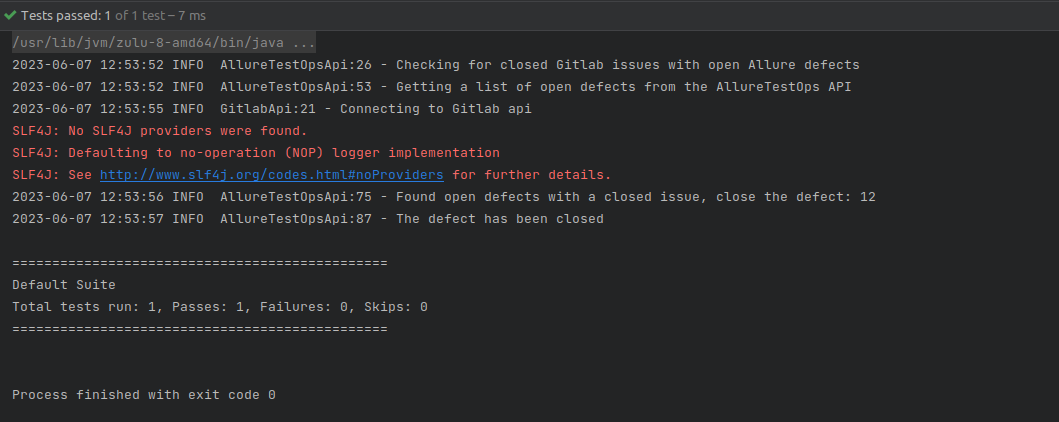 Tests passed: 1 of 1 test – 7 ms
/usr/lib/jvm/zulu-8-amd64/bin/java ...
2023-06-07 12:53:52 INFO  AllureTestOpsApi:26 - Checking for closed Gitlab issues with open Allure defects
2023-06-07 12:53:52 INFO  AllureTestOpsApi:53 - Getting a list of open defects from the AllureTestOps API
2023-06-07 12:53:55 INFO  GitlabApi:21 - Connecting to Gitlab api
SLF4J: No SLF4J providers were found.
SLF4J: Defaulting to no-operation (NOP) logger implementation
SLF4J: See http://www.slf4j.org/codes.html#noProviders for further details.
2023-06-07 12:53:56 INFO  AllureTestOpsApi:75 - Found open defects with a closed issue, close the defect: 12
2023-06-07 12:53:57 INFO  AllureTestOpsApi:87 - The defect has been closed
===============================================
Default Suite
Total tests run: 1, Passes: 1, Failures: 0, Skips: 0
===============================================
Process finished with exit code 0